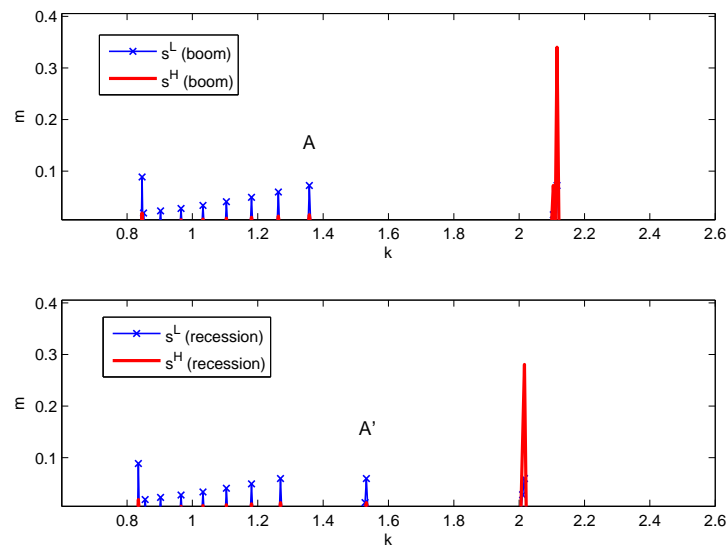 0.4
0.3
0.2
0.1
m
s^L (boom)
s^H (boom)
A
0.8 1 1.2 1.4 1.6 1.8 2 2.2 2.4 2.6
k
0.4
0.3
0.2
0.1
m
s^L (recession)
s^H (recession)
A'
0.8 1 1.2 1.4 1.6 1.8 2 2.2 2.4 2.6
k